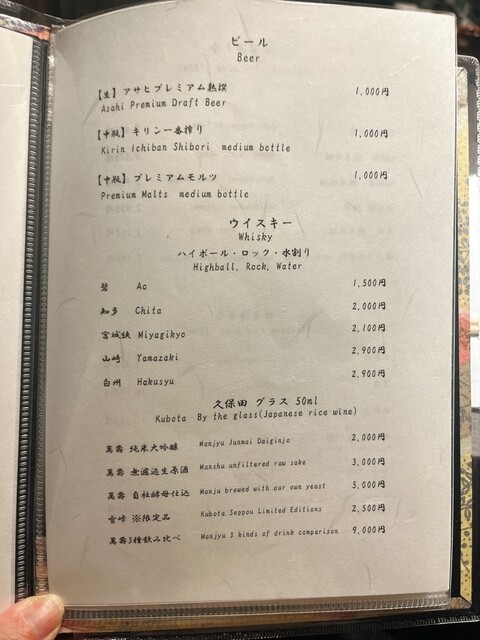 ビール
Beer
【生】アサヒプレミアム熟撰 1,000円
Asahi Premium Draft Beer
【中瓶】キリン一番搾り 1,000円
Kirin Ichiban Shibori medium bottle
【中瓶】プレミアムモルツ 1,000円
Premium Malts medium bottle
ウイスキー
Whisky
ハイボール・ロック・水割り
Highball, Rock, Water
碧 Ao 1,500円
知多 Chita 2,000円
宮城峡 Miyagikyo 2,100円
山崎 Yamazaki 2,900円
白州 Hakusyu 2,900円
久保田 グラス 50ml
Kubota By the glass(Japanese rice wine)
萬壽 純米大吟醸 Manjyu Junmai Daiginjo 2,000円
萬壽 無濾過生原酒 Manshu unfiltered raw sake 3,000円
萬壽 自社酵母仕込 Manju brewed with our own yeast 5,000円
雪峰 ※限定品 Kubota Seppou Limited Editions 2,500円
萬壽3種飲み比べ Manjyu 3 kinds of drink comparison 9,000円